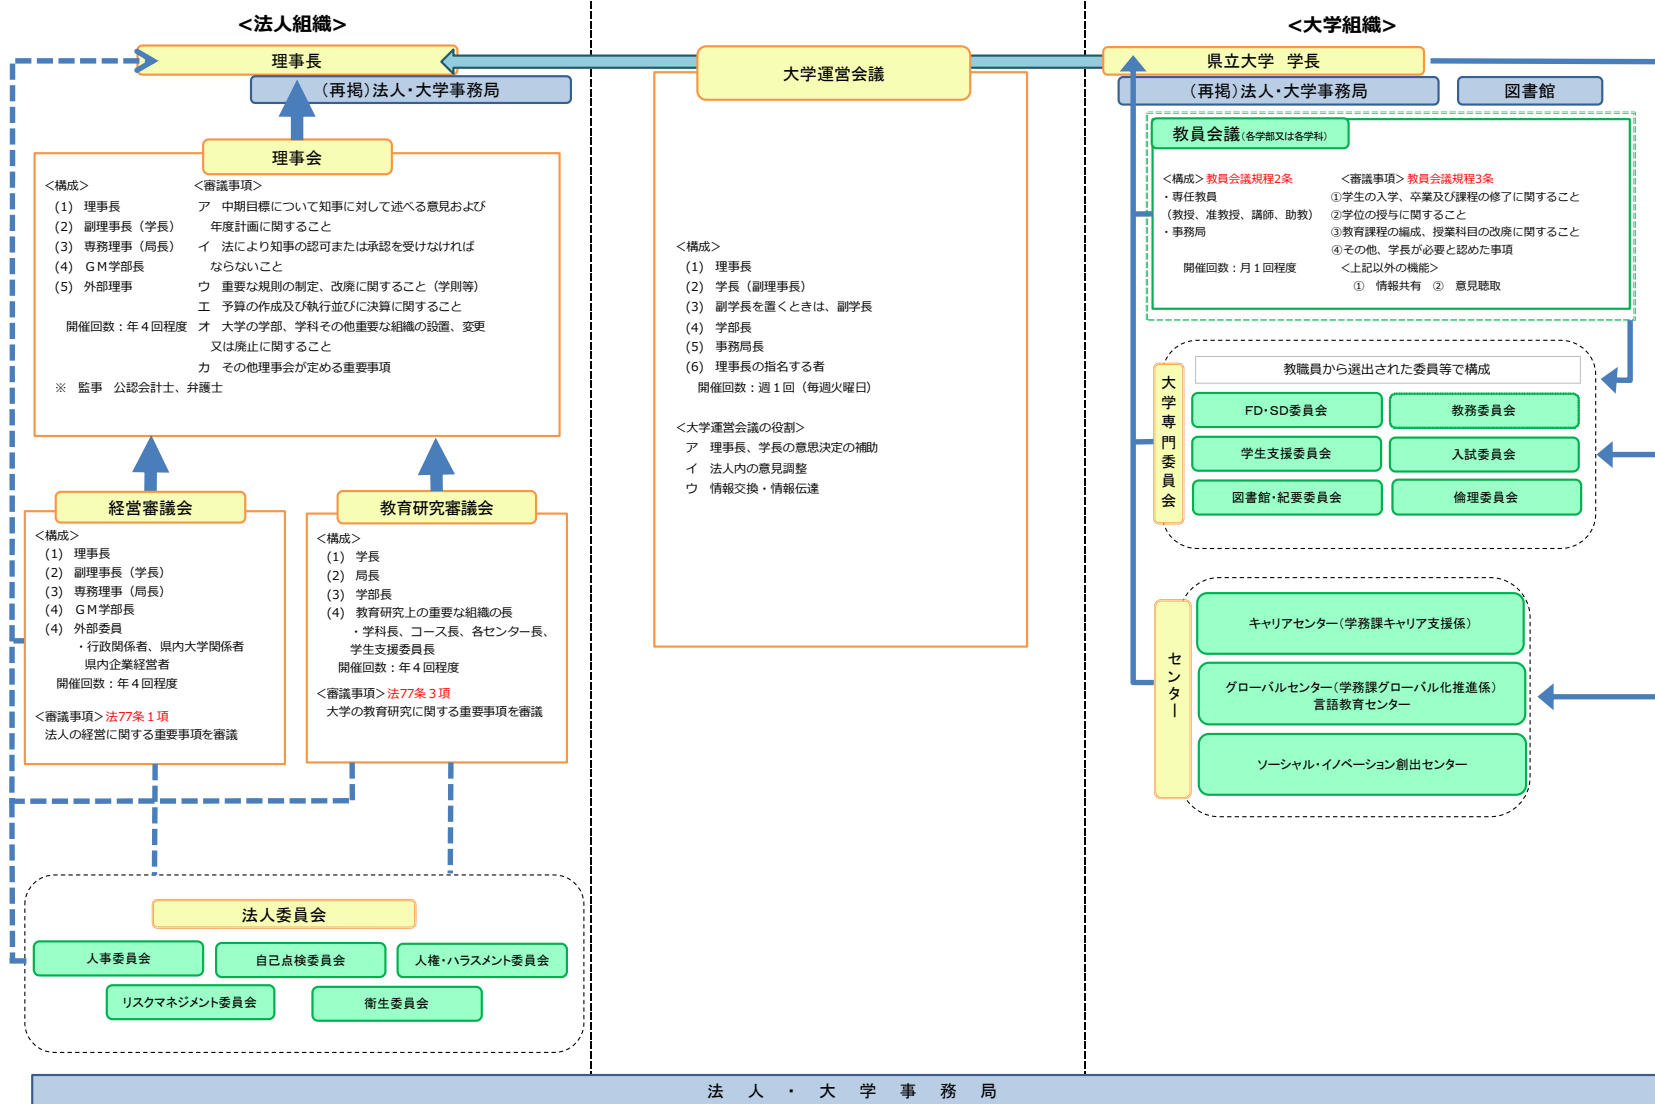 <法人組織>
理事長
(再掲)法人・大学事務局
理事会
<構成>
(1) 理事長
(2) 副理事長（学長）
(3) 専務理事（局長）
(4) ＧＭ学部長
(5) 外部理事
開催回数：年４回程度
※ 監事 公認会計士、弁護士
<審議事項>
ア 中期目標について知事に対して述べる意見および
年度計画に関すること
イ 法により知事の認可または承認を受けなければ
ならないこと
ウ 重要な規則の制定、改廃に関すること（学則等）
エ 予算の作成及び執行並びに決算に関すること
オ 大学の学部、学科その他重要な組織の設置、変更
又は廃止に関すること
カ その他理事会が定める重要事項
経営審議会
<構成>
(1) 理事長
(2) 副理事長（学長）
(3) 専務理事（局長）
(4) ＧＭ学部長
(4) 外部委員
・行政関係者、県内大学関係者
県内企業経営者
開催回数：年４回程度
<審議事項>法77条１項
法人の経営に関する重要事項を審議
教育研究審議会
<構成>
(1) 学長
(2) 局長
(3) 学部長
(4) 教育研究上の重要な組織の長
・学科長、コース長、各センター長、
学生支援委員長
開催回数：年４回程度
<審議事項>法77条３項
大学の教育研究に関する重要事項を審議
法人委員会
人事委員会
自己点検委員会
人権・ハラスメント委員会
リスクマネジメント委員会
衛生委員会
大学運営会議
<構成>
(1) 理事長
(2) 学長（副理事長）
(3) 副学長を置くときは、副学長
(4) 学部長
(5) 事務局長
(6) 理事長の指名する者
開催回数：週１回（毎週火曜日）
<大学運営会議の役割>
ア 理事長、学長の意思決定の補助
イ 法人内の意見調整
ウ 情報交換・情報伝達
<大学組織>
県立大学 学長
(再掲)法人・大学事務局
図書館
教員会議(各学部又は各学科)
<構成>教員会議規程2条
・専任教員
（教授、准教授、講師、助教）
・事務局
開催回数：月１回程度
<審議事項>教員会議規程3条
①学生の入学、卒業及び課程の修了に関すること
②学位の授与に関すること
③教育課程の編成、授業科目の改廃に関すること
④その他、学長が必要と認めた事項
<上記以外の機能>
① 情報共有 ② 意見聴取
大学専門委員会
教職員から選出された委員等で構成
FD・SD委員会
教務委員会
学生支援委員会
入試委員会
図書館・紀要委員会
倫理委員会
センター
キャリアセンター(学務課キャリア支援係)
グローバルセンター(学務課グローバル化推進係)
言語教育センター
ソーシャル・イノベーション創出センター
法人・大学事務局